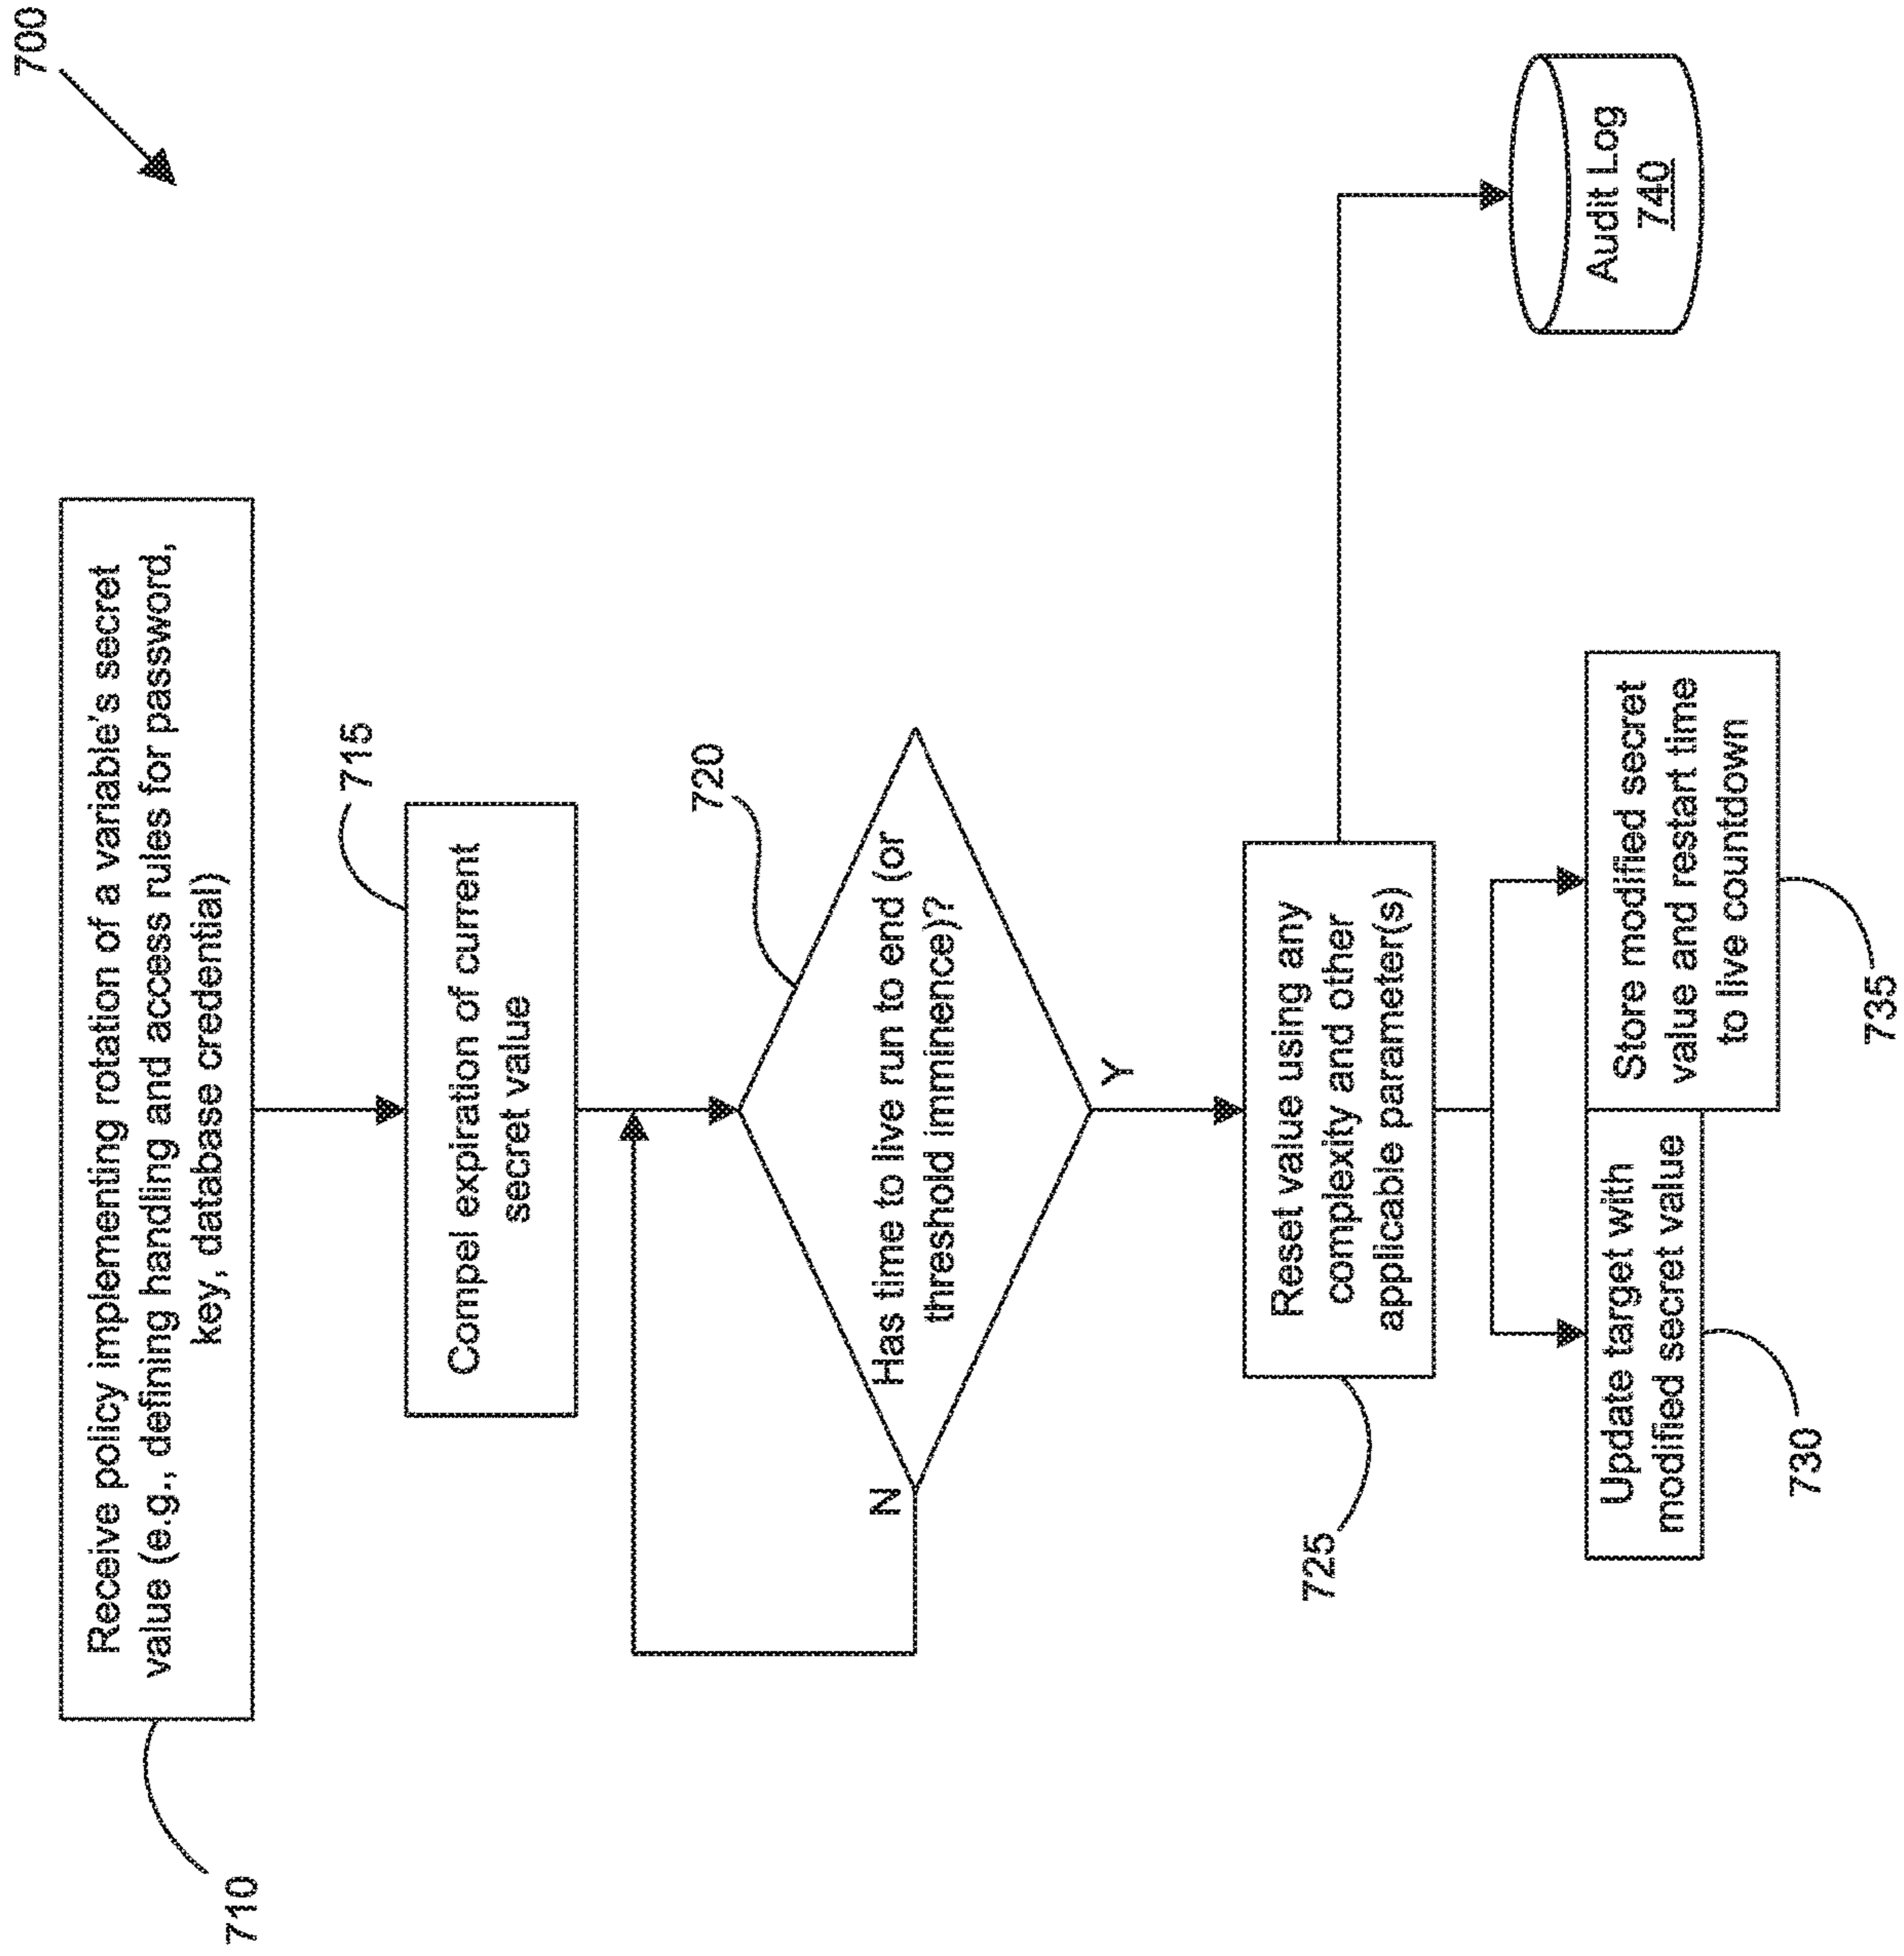 700
Receive policy implementing rotation of a variable's secret
value (e.g., defining handling and access rules for password,
key, database credential)
710
715
Compel expiration of current
secret value
720
Has time to live run to end (or
threshold imminence)?
N
Y
Reset value using any
complexity and other
applicable parameter(s)
725
Update target with
modified secret value
730
Store modified secret
value and restart time
to live countdown
735
Audit Log
740